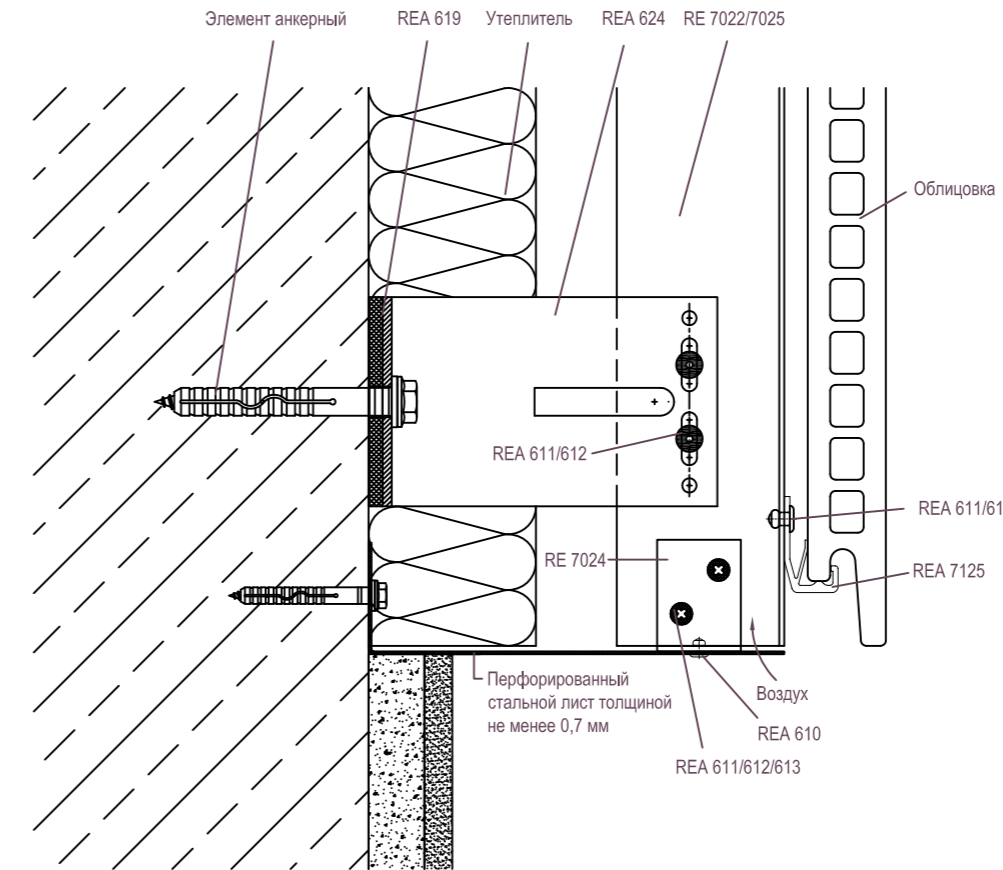 Элемент анкерный
REA 619
Утеплитель
REA 624
RE 7022/7025
Облицовка
REA 611/612
REA 611/61
RE 7024
REA 7125
Перфорированный
стальной лист толщиной
не менее 0,7 мм
Воздух
REA 610
REA 611/612/613